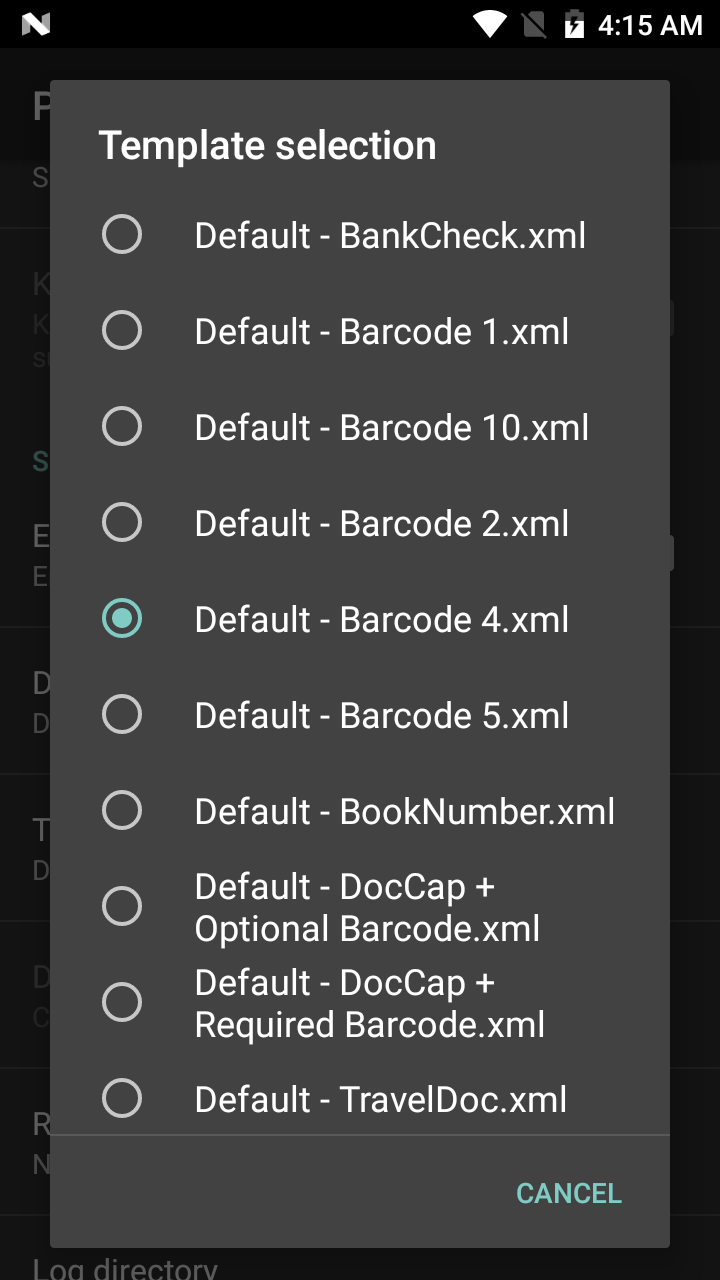 4:15 AM
Template selection
Default - BankCheck.xml
Default - Barcode 1.xml
Default - Barcode 10.xml
Default - Barcode 2.xml
Default - Barcode 4.xml
Default - Barcode 5.xml
Default - BookNumber.xml
Default - DocCap +
Optional Barcode.xml
Default - DocCap +
Required Barcode.xml
Default - TravelDoc.xml
CANCEL
Log directory